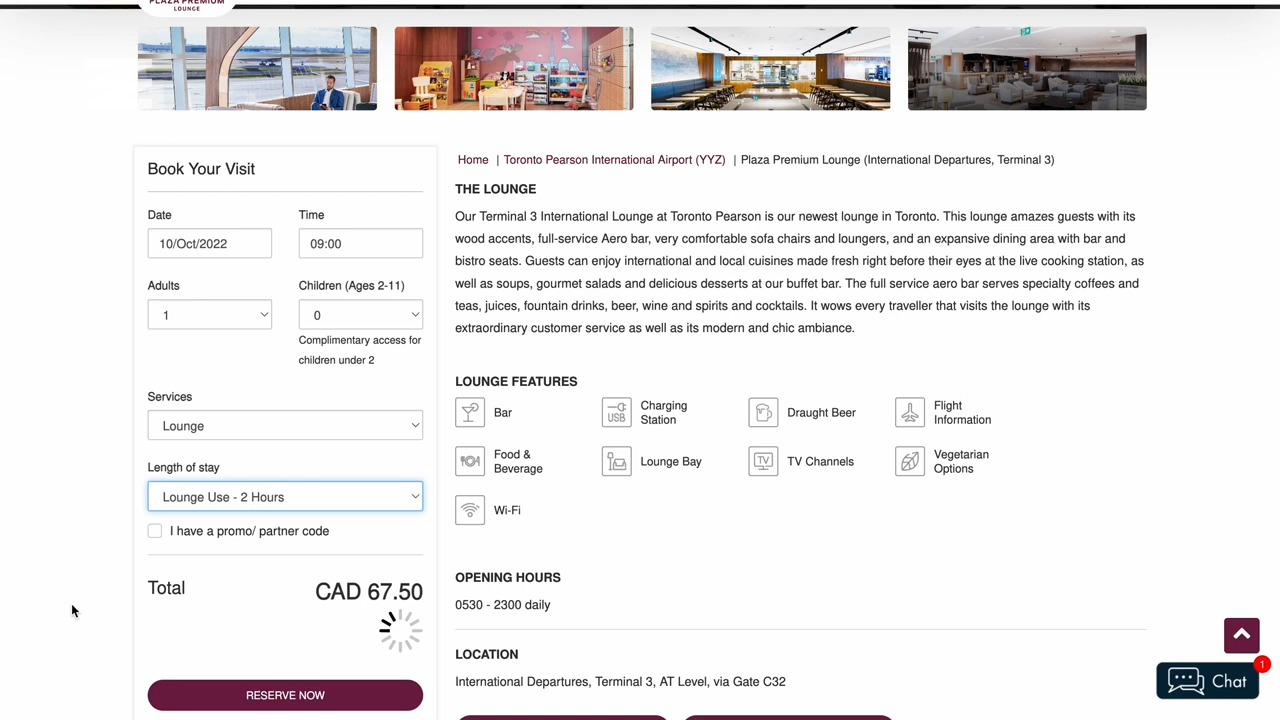 PLAZA PREMIUM
LOUNGE
Book Your Visit
Date
Time
10/Oct/2022
09:00
Adults
Children (Ages 2-11)
1
0
Complimentary access for
children under 2
Services
Lounge
Length of stay
Lounge Use - 2 Hours
I have a promo/ partner code
Total
CAD 67.50
RESERVE NOW
Home | Toronto Pearson International Airport (YYZ) | Plaza Premium Lounge (International Departures, Terminal 3)
THE LOUNGE
Our Terminal 3 International Lounge at Toronto Pearson is our newest lounge in Toronto. This lounge amazes guests with its
wood accents, full-service Aero bar, very comfortable sofa chairs and loungers, and an expansive dining area with bar and
bistro seats. Guests can enjoy international and local cuisines made fresh right before their eyes at the live cooking station, as
well as soups, gourmet salads and delicious desserts at our buffet bar. The full service aero bar serves specialty coffees and
teas, juices, fountain drinks, beer, wine and spirits and cocktails. It wows every traveller that visits the lounge with its
extraordinary customer service as well as its modern and chic ambiance.
LOUNGE FEATURES
Bar
Charging
Station
Draught Beer
Flight
Information
Food &
Beverage
Lounge Bay
TV Channels
Vegetarian
Options
Wi-Fi
USB
TV
OPENING HOURS
0530 - 2300 daily
LOCATION
International Departures, Terminal 3, AT Level, via Gate C32
1
Chat